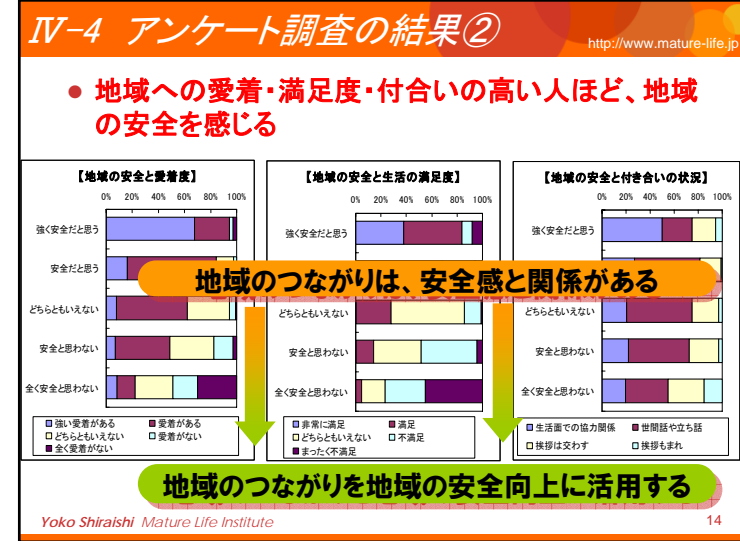 Ⅳ-4 アンケート調査の結果②
http://www.mature-life.jp
● 地域への愛着・満足度・付合いの高い人ほど、地域
の安全を感じる
【地域の安全と愛着度】
0% 20% 40% 60% 80% 100%
強く安全だと思う
安全だと思う
どちらともいえない
安全と思わない
全く安全と思わない
強い愛着がある 愛着がある
どちらともいえない 愛着がない
全く愛着がない
【地域の安全と生活の満足度】
0% 20% 40% 60% 80% 100%
強く安全だと思う
どちらともいえない
安全と思わない
全く安全と思わない
非常に満足 満足
どちらともいえない 不満足
まったく不満足
【地域の安全と付き合いの状況】
0% 20% 40% 60% 80% 100%
強く安全だと思う
どちらともいえない
安全と思わない
全く安全と思わない
生活面での協力関係 世間話や立ち話
挨拶は交わす 挨拶もまれ
地域のつながりは、安全感と関係がある
地域のつながりを地域の安全向上に活用する
Yoko Shiraishi Mature Life Institute
14